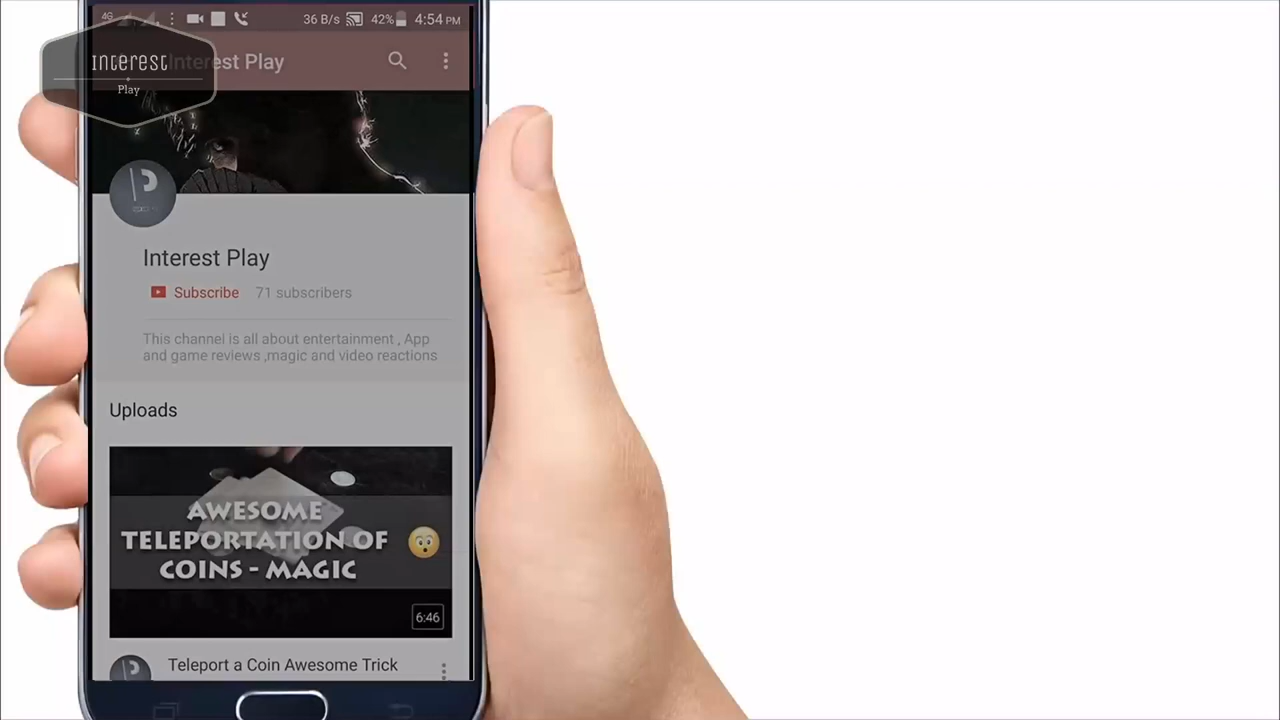 4G 36 B/s 42% 4:54 PM
Interest
Play
Interest Play
Interest Play
Subscribe 71 subscribers
This channel is all about entertainment , App
and game reviews ,magic and video reactions
Uploads
AWESOME
TELEPORTATION OF
COINS - MAGIC
6:46
Teleport a Coin Awesome Trick